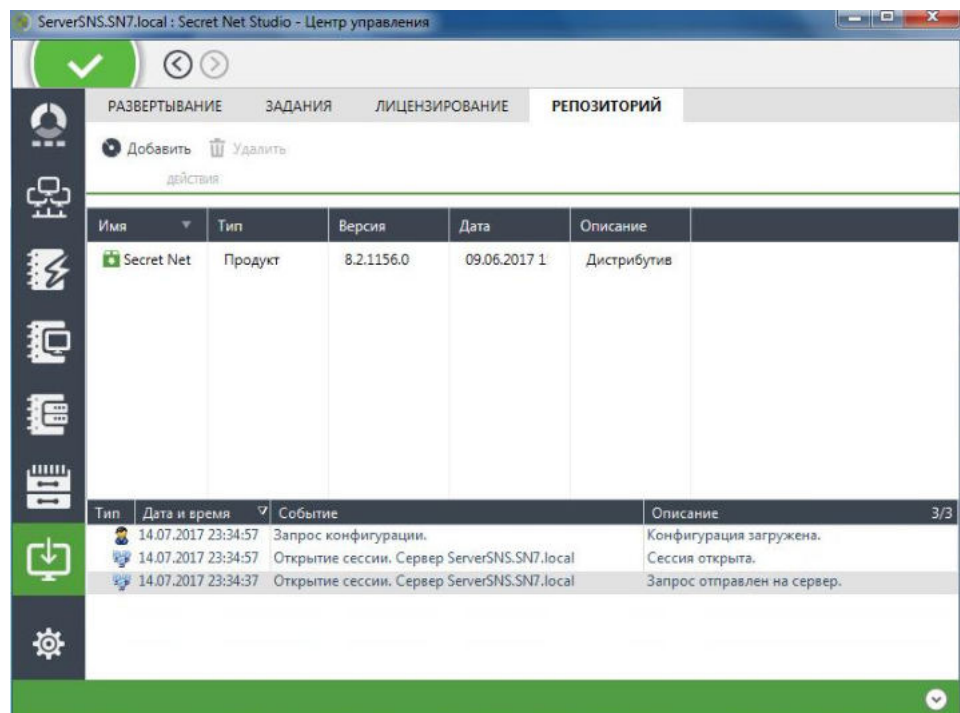 ServerSNS.SN7.local : Secret Net Studio - Центр управления
РАЗВЕРТЫВАНИЕ ЗАДАНИЯ ЛИЦЕНЗИРОВАНИЕ РЕПОЗИТОРИЙ
Добавить Удалить
ДЕЙСТВИЯ
Имя Тип Версия Дата Описание
Secret Net Продукт 8.2.1156.0 09.06.2017 1 Дистрибутив
Тип Дата и время Событие Описание 3/3
14.07.2017 23:34:57 Запрос конфигурации. Конфигурация загружена.
14.07.2017 23:34:57 Открытие сессии. Сервер ServerSNS.SN7.local Сессия открыта.
14.07.2017 23:34:37 Открытие сессии. Сервер ServerSNS.SN7.local Запрос отправлен на сервер.